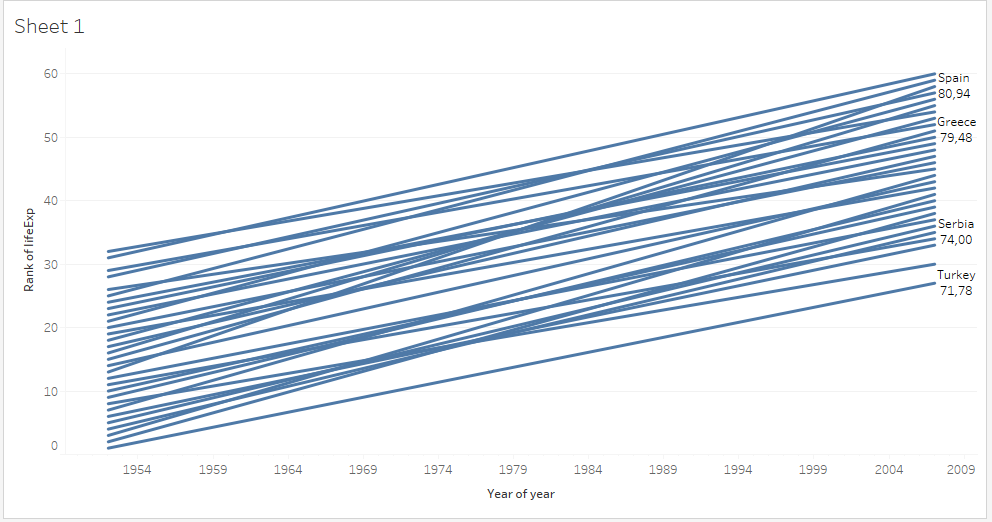 Sheet 1
Rank of lifeExp
60
50
40
30
20
10
0
Spain
80,94
Greece
79,48
Serbia
74,00
Turkey
71,78
1954 1959 1964 1969 1974 1979 1984 1989 1994 1999 2004 2009
Year of year